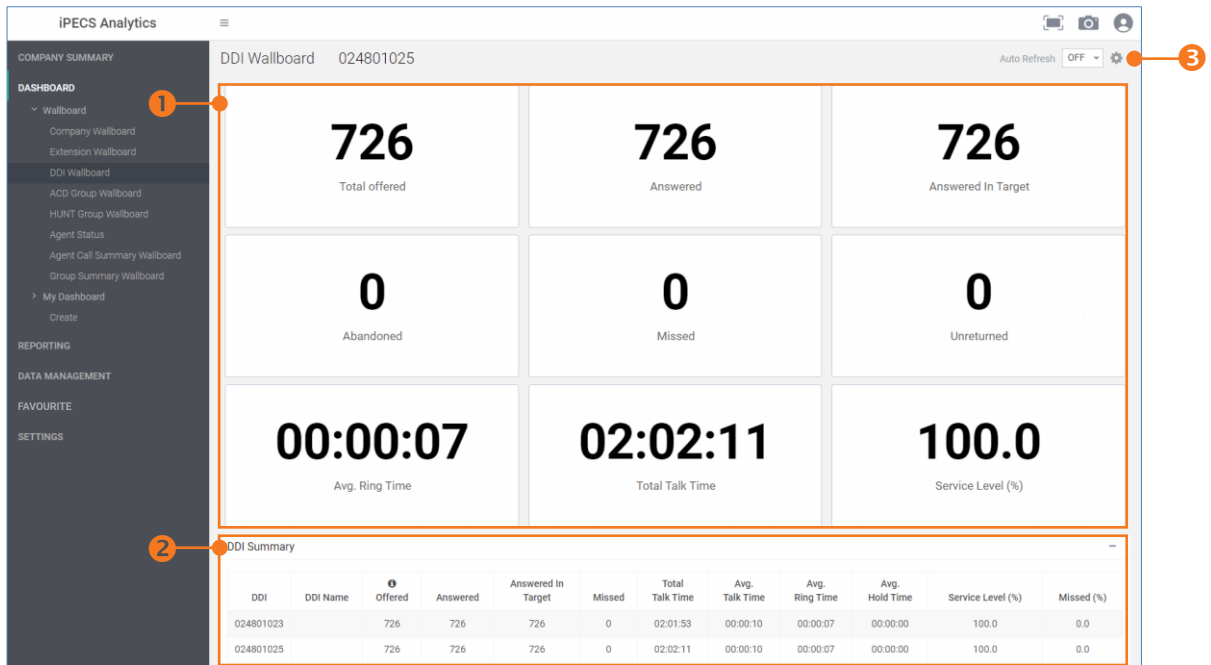 iPECS Analytics
COMPANY SUMMARY
DASHBOARD
Wallboard
Company Wallboard
Extension Wallboard
DDI Wallboard
ACD Group Wallboard
HUNT Group Wallboard
Agent Status
Agent Call Summary Wallboard
Group Summary Wallboard
My Dashboard
Create
REPORTING
DATA MANAGEMENT
FAVOURITE
SETTINGS
DDI Wallboard 024801025
Auto Refresh OFF
3
1
726 726 726
Total offered Answered Answered In Target
0 0 0
Abandoned Missed Unreturned
00:00:07 02:02:11 100.0
Avg. Ring Time Total Talk Time Service Level (%)
2
DDI Summary
DDI DDI Name Offered Answered Answered In Target Missed Total Talk Time Avg. Talk Time Avg. Ring Time Avg. Hold Time Service Level (%) Missed (%)
024801023 726 726 726 0 02:01:53 00:00:10 00:00:07 00:00:00 100.0 0.0
024801025 726 726 726 0 02:02:11 00:00:10 00:00:07 00:00:00 100.0 0.0